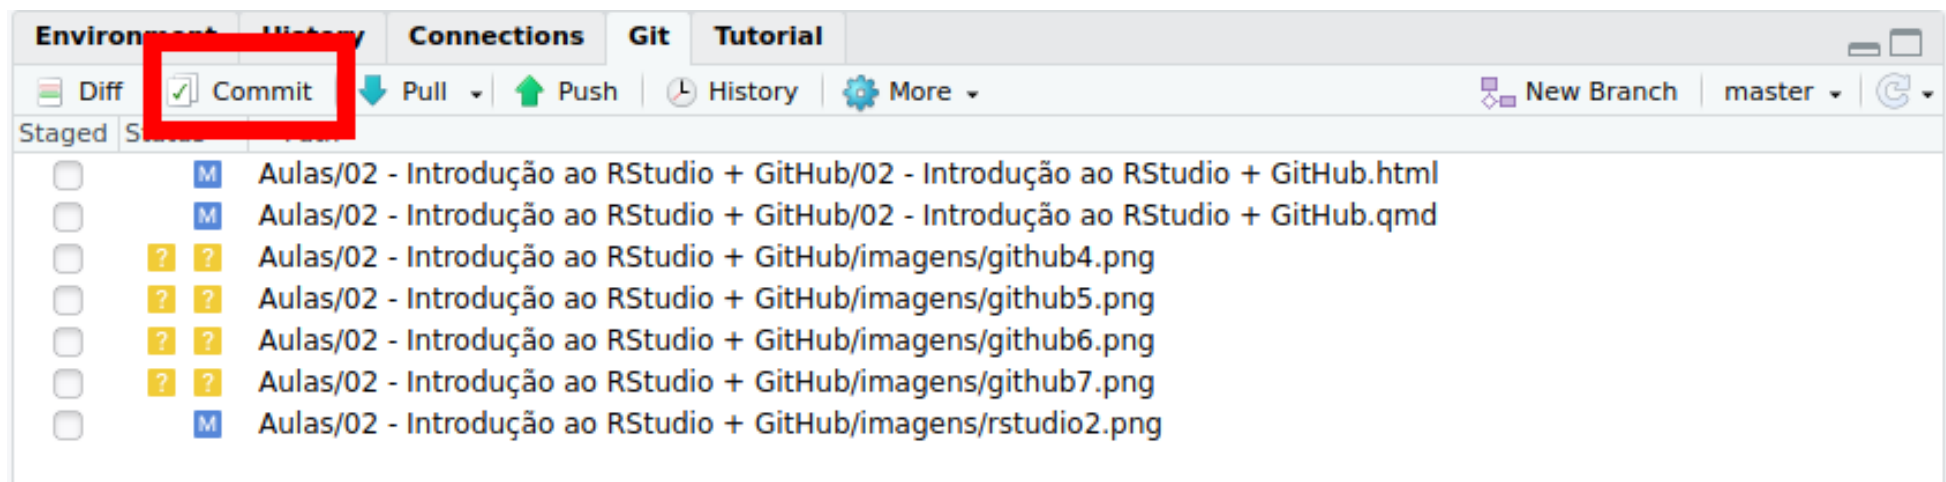 Environment History Connections Git Tutorial
Diff Commit Pull Push History More New Branch master
Staged Status Path
M Aulas/02 - Introdução ao RStudio + GitHub/02 - Introdução ao RStudio + GitHub.html
M Aulas/02 - Introdução ao RStudio + GitHub/02 - Introdução ao RStudio + GitHub.qmd
? ? Aulas/02 - Introdução ao RStudio + GitHub/imagens/github4.png
? ? Aulas/02 - Introdução ao RStudio + GitHub/imagens/github5.png
? ? Aulas/02 - Introdução ao RStudio + GitHub/imagens/github6.png
? ? Aulas/02 - Introdução ao RStudio + GitHub/imagens/github7.png
M Aulas/02 - Introdução ao RStudio + GitHub/imagens/rstudio2.png